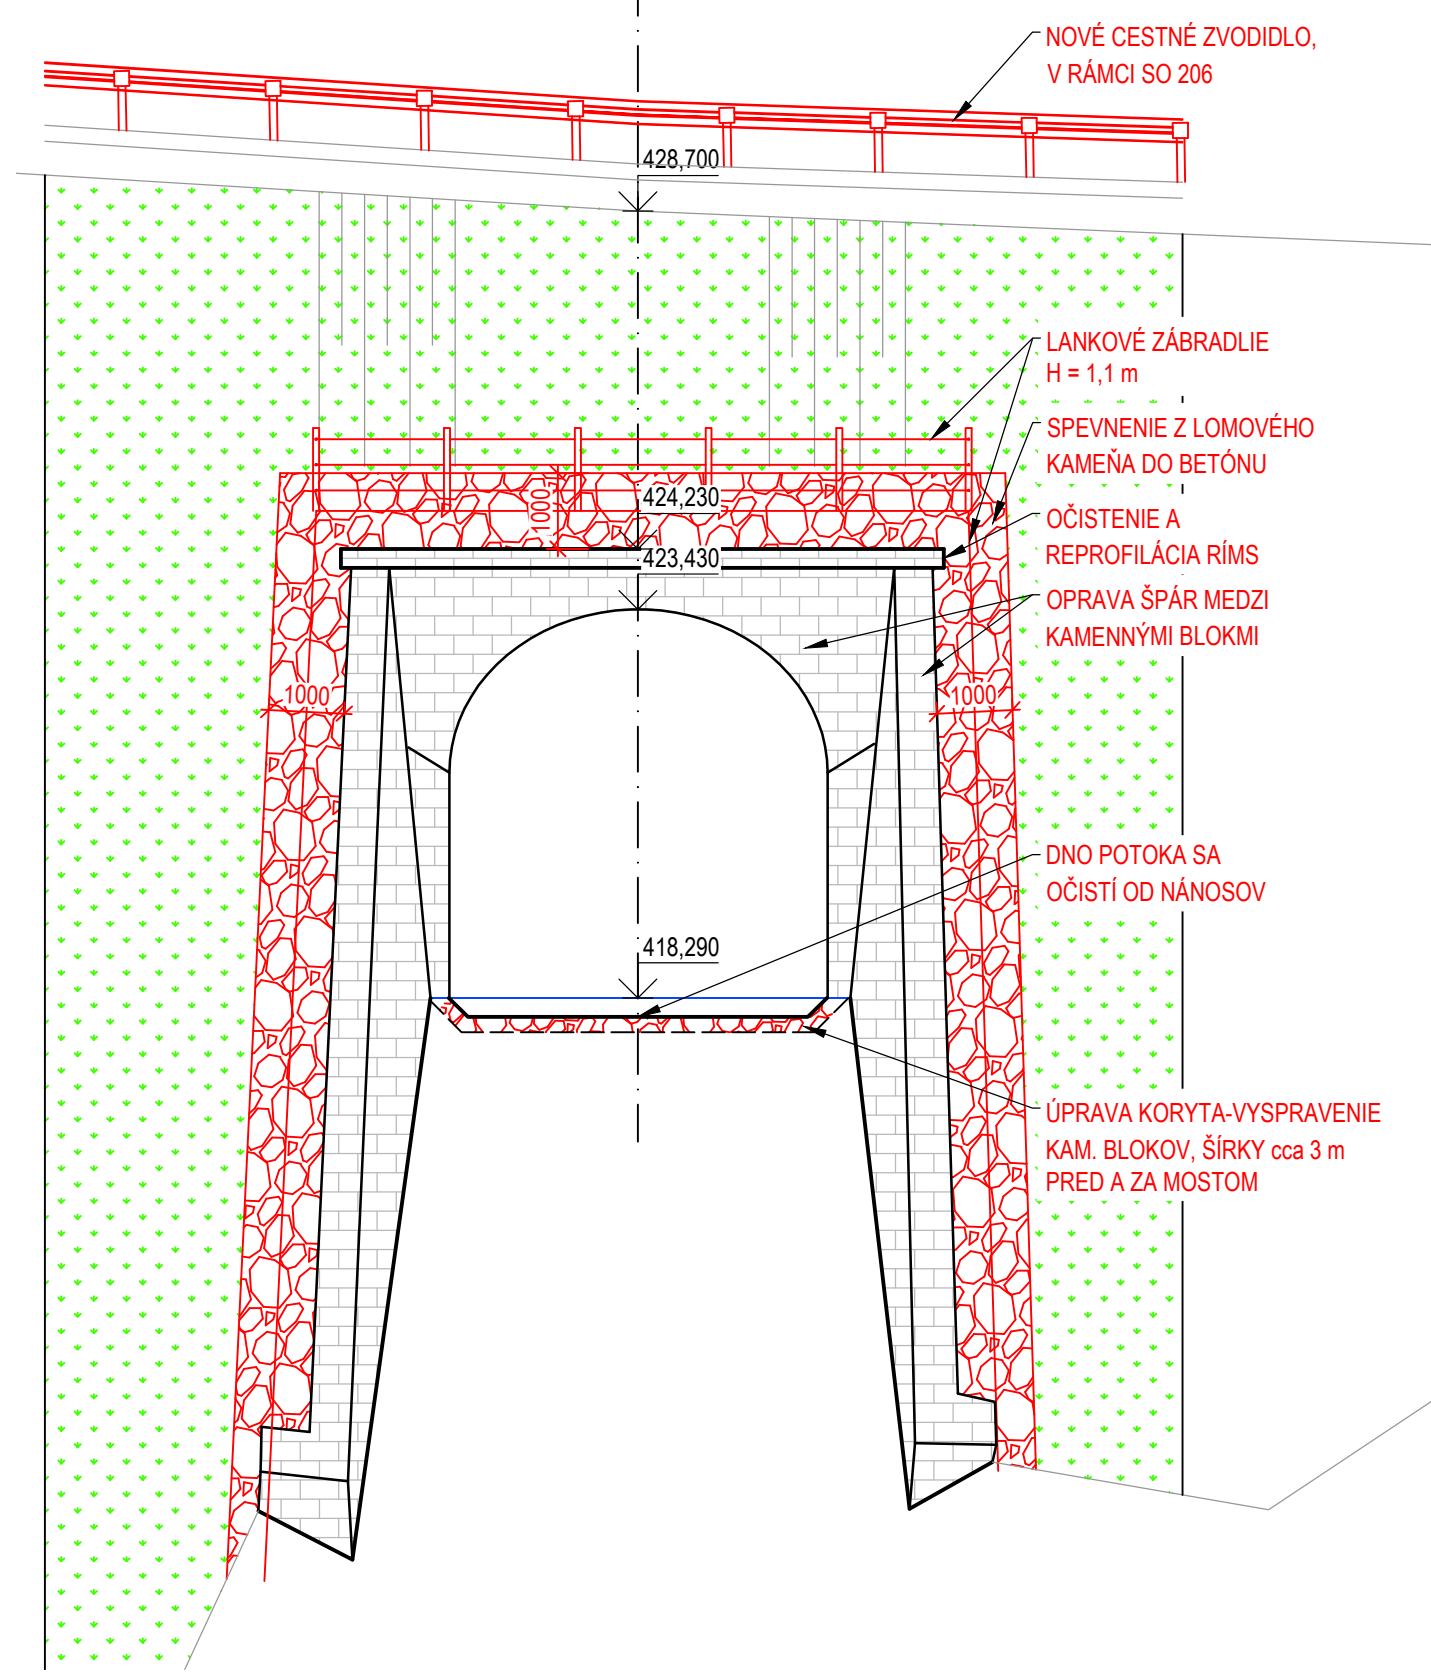 NOVÉ CESTNÉ ZVODIDLO,
V RÁMCI SO 206
428,700
LANKOVÉ ZÁBRADLIE
H = 1,1 m
SPEVNENIE Z LOMOVÉHO
KAMEŇA DO BETÓNU
1000
424,230
OČISTENIE A
REPROFILÁCIA RÍMS
423,430
OPRAVA ŠPÁR MEDZI
KAMENNÝMI BLOKMI
1000
1000
DNO POTOKA SA
OČISTÍ OD NÁNOSOV
418,290
ÚPRAVA KORYTA-VYSPRAVENIE
KAM. BLOKOV, ŠÍRKY cca 3 m
PRED A ZA MOSTOM